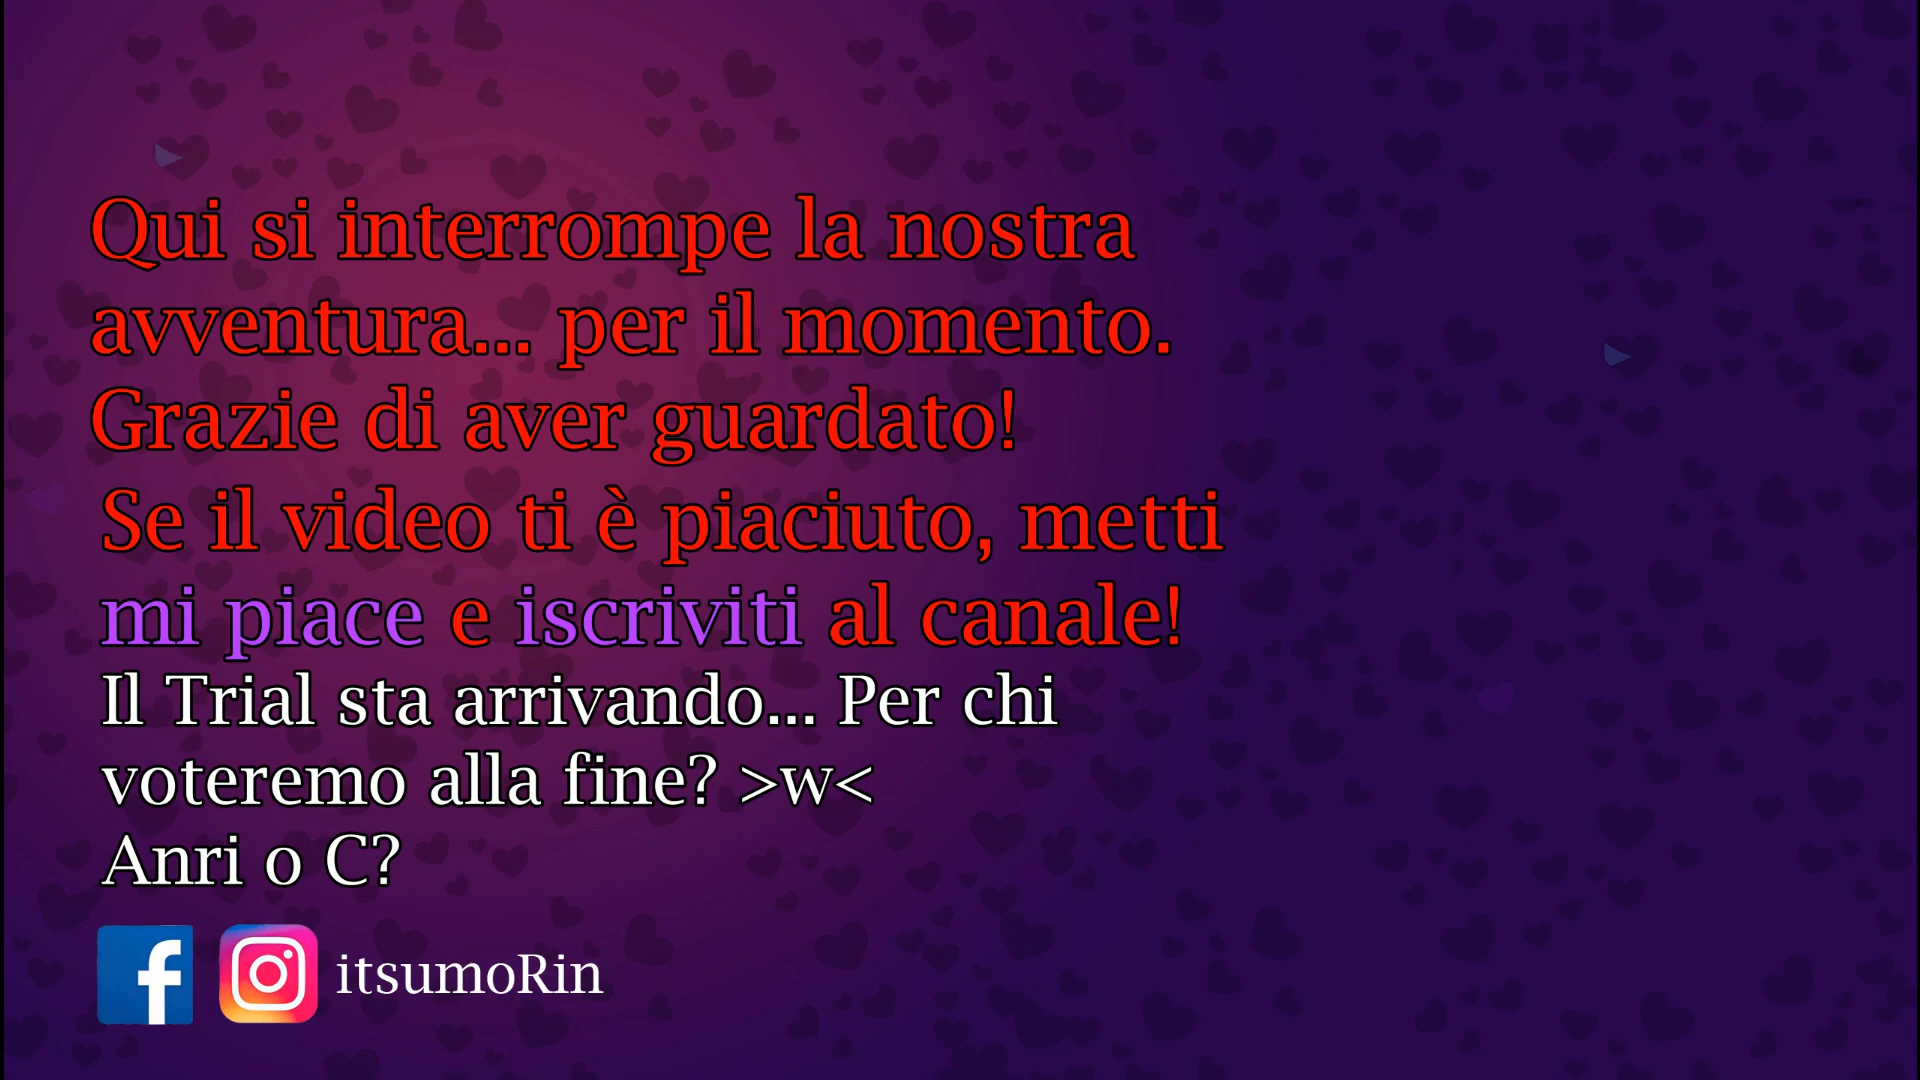 Qui si interrompe la nostra
avventura... per il momento.
Grazie di aver guardato!
Se il video ti è piaciuto, metti
mi piace e iscriviti al canale!
Il Trial sta arrivando... Per chi
voteremo alla fine? >w<
Anri o C?
itsumoRin